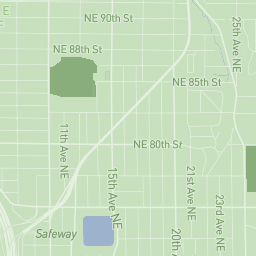 NE 90th St
25th Ave NE
NE 88th St
NE 85th St
11th Ave NE
NE 80th St
15th Ave NE
21st Ave NE
23rd Ave NE
20th A
Safeway
E